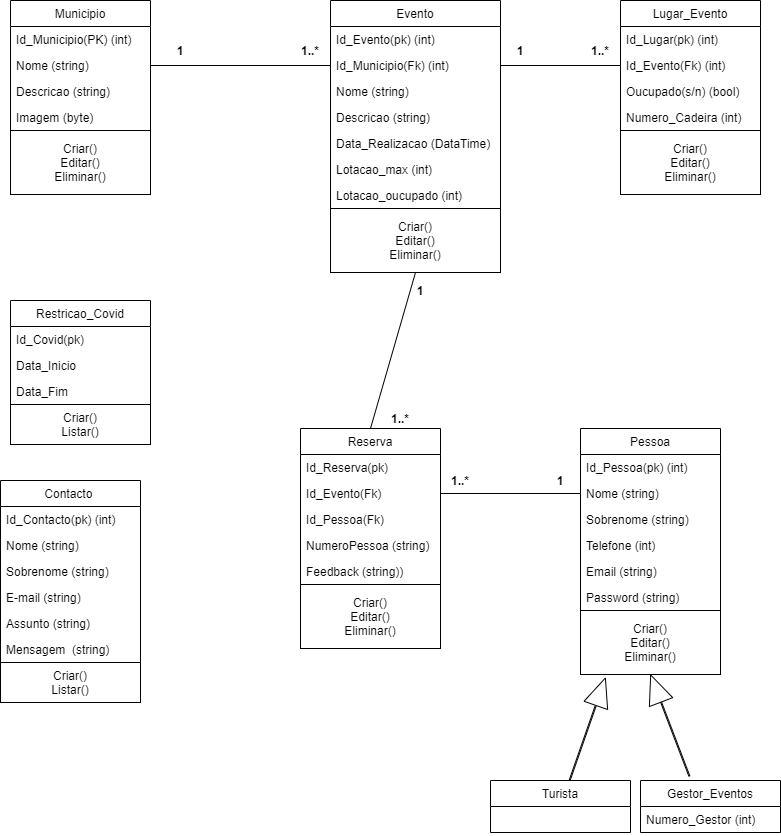 Municipio
Id_Municipio(PK) (int)
Nome (string)
Descricao (string)
Imagem (byte)
Criar()
Editar()
Eliminar()
1
1..*
Evento
Id_Evento(pk) (int)
Id_Municipio(Fk) (int)
Nome (string)
Descricao (string)
Data_Realizacao (DataTime)
Lotacao_max (int)
Lotacao_oucupado (int)
Criar()
Editar()
Eliminar()
1
1..*
Lugar_Evento
Id_Lugar(pk) (int)
Id_Evento(Fk) (int)
Oucupado(s/n) (bool)
Numero_Cadeira (int)
Criar()
Editar()
Eliminar()
1
1..*
Restricao_Covid
Id_Covid(pk)
Data_Inicio
Data_Fim
Criar()
Listar()
Reserva
Id_Reserva(pk)
Id_Evento(Fk)
Id_Pessoa(Fk)
NumeroPessoa (string)
Feedback (string))
Criar()
Editar()
Eliminar()
1..*
1
Pessoa
Id_Pessoa(pk) (int)
Nome (string)
Sobrenome (string)
Telefone (int)
Email (string)
Password (string)
Criar()
Editar()
Eliminar()
Contacto
Id_Contacto(pk) (int)
Nome (string)
Sobrenome (string)
E-mail (string)
Assunto (string)
Mensagem  (string)
Criar()
Listar()
Turista
Gestor_Eventos
Numero_Gestor (int)